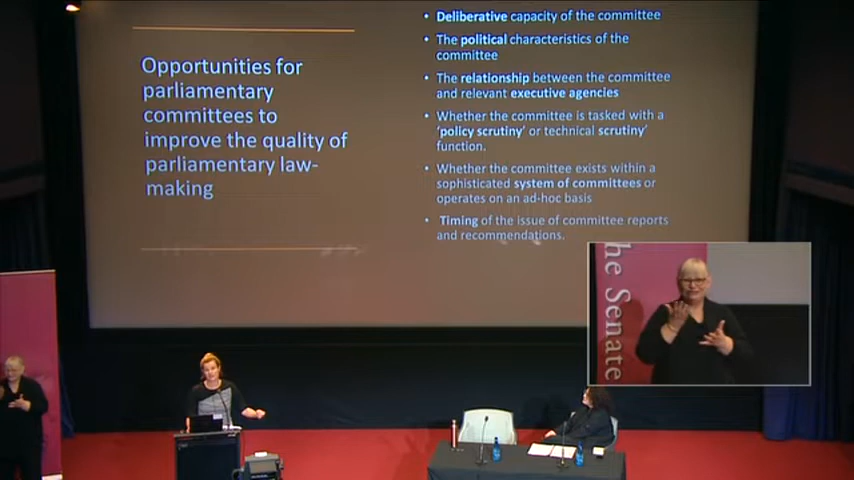 Opportunities for
parliamentary
committees to
improve the quality of
parliamentary law-
making
• Deliberative capacity of the committee
• The political characteristics of the
committee
• The relationship between the committee
and relevant executive agencies
• Whether the committee is tasked with a
'policy scrutiny' or technical scrutiny'
function.
• Whether the committee exists within a
sophisticated system of committees or
operates on an ad-hoc basis
• Timing of the issue of committee reports
and recommendations.
he Senate